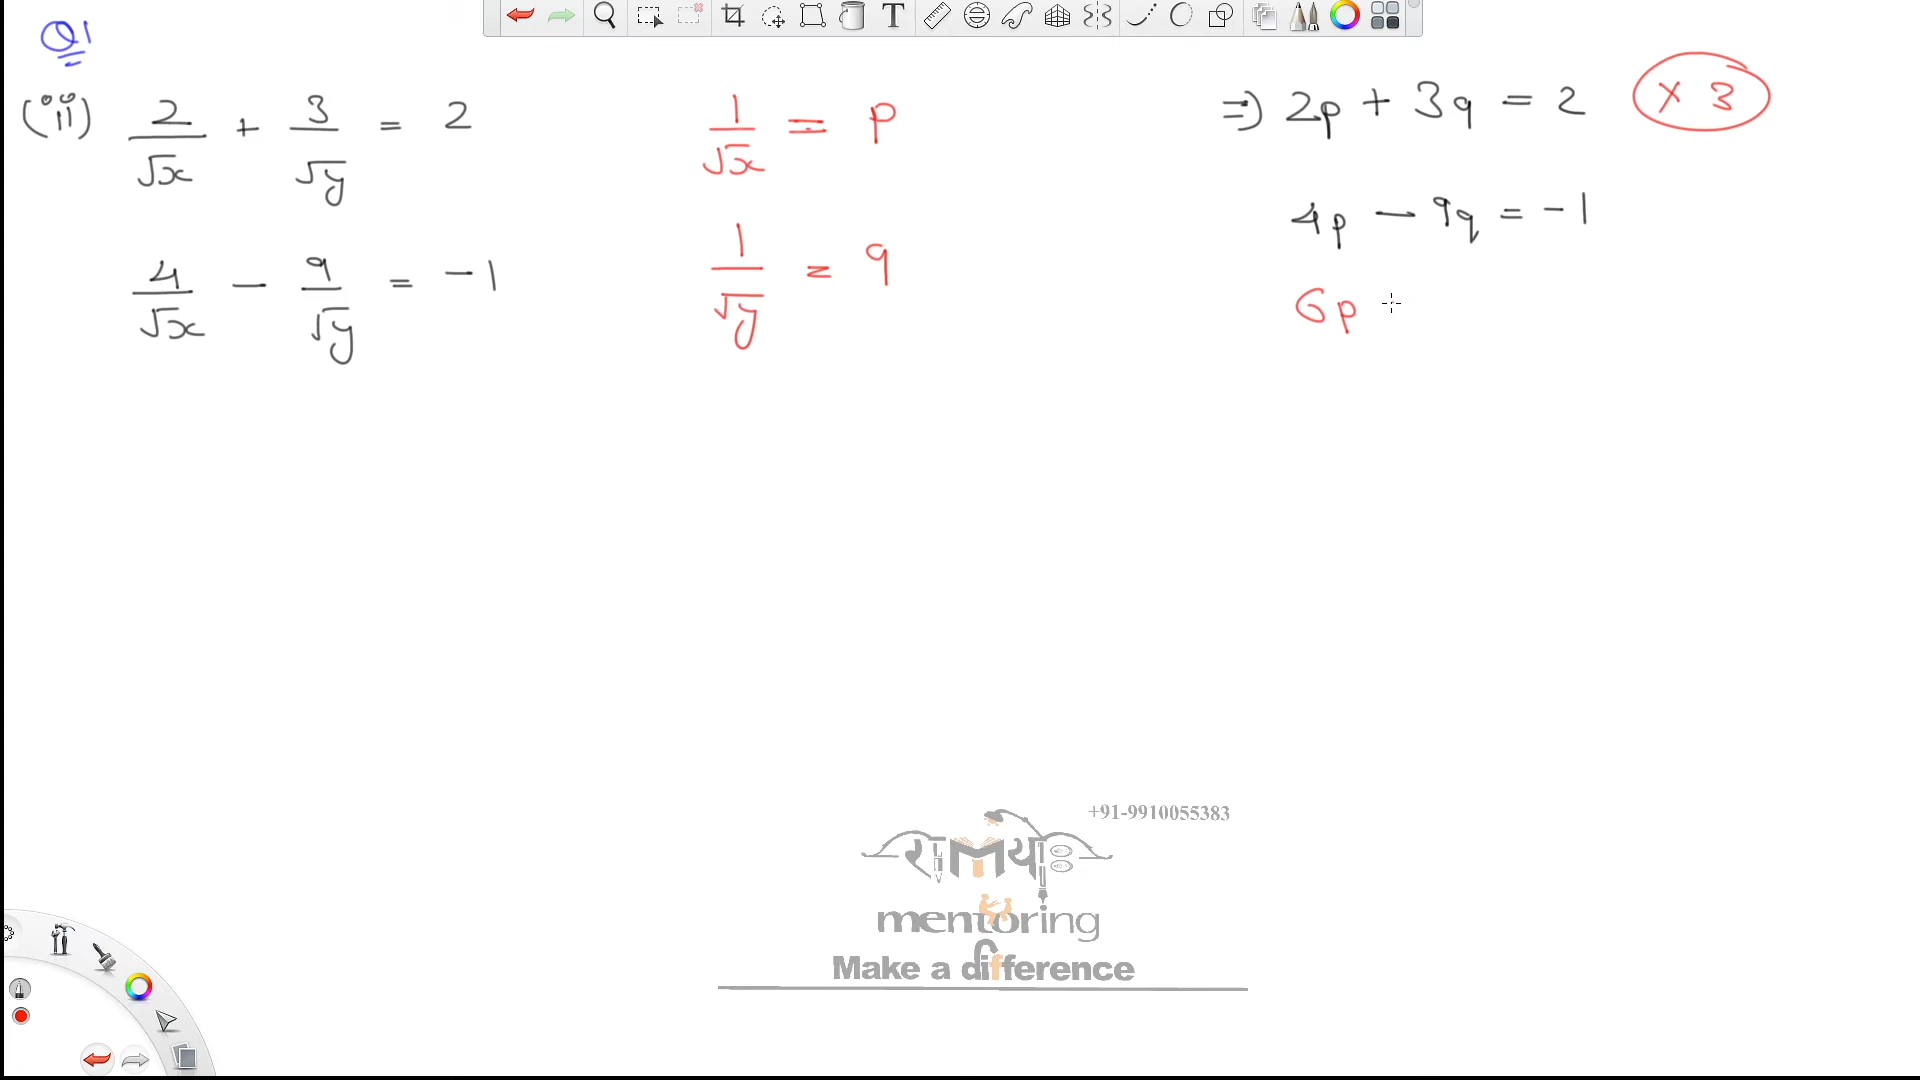 Q1
(ii) 2/√x + 3/√y = 2
4/√x - 9/√y = -1
1/√x = p
1/√y = q
=> 2p + 3q = 2 x 3
4p - 9q = -1
6p
T
+91-9910055383
राम्या
mentoring
Make a difference